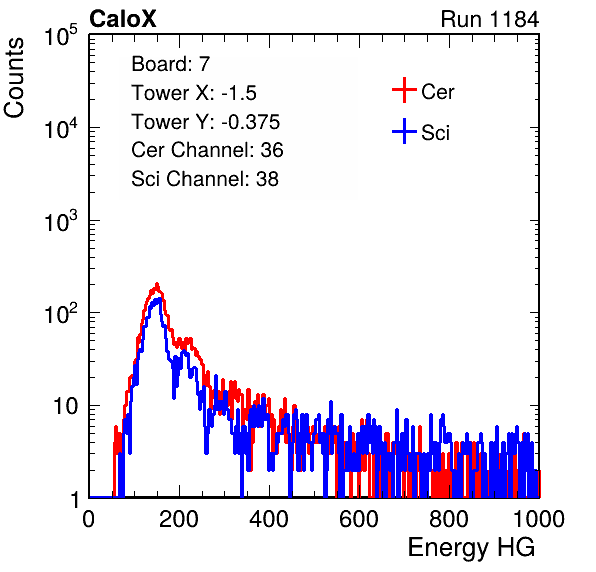 CaloX Run 1184
Counts
10^5
10^4
10^3
10^2
10
1
Board: 7
Tower X: -1.5
Tower Y: -0.375
Cer Channel: 36
Sci Channel: 38
Cer
Sci
0 200 400 600 800 1000
Energy HG